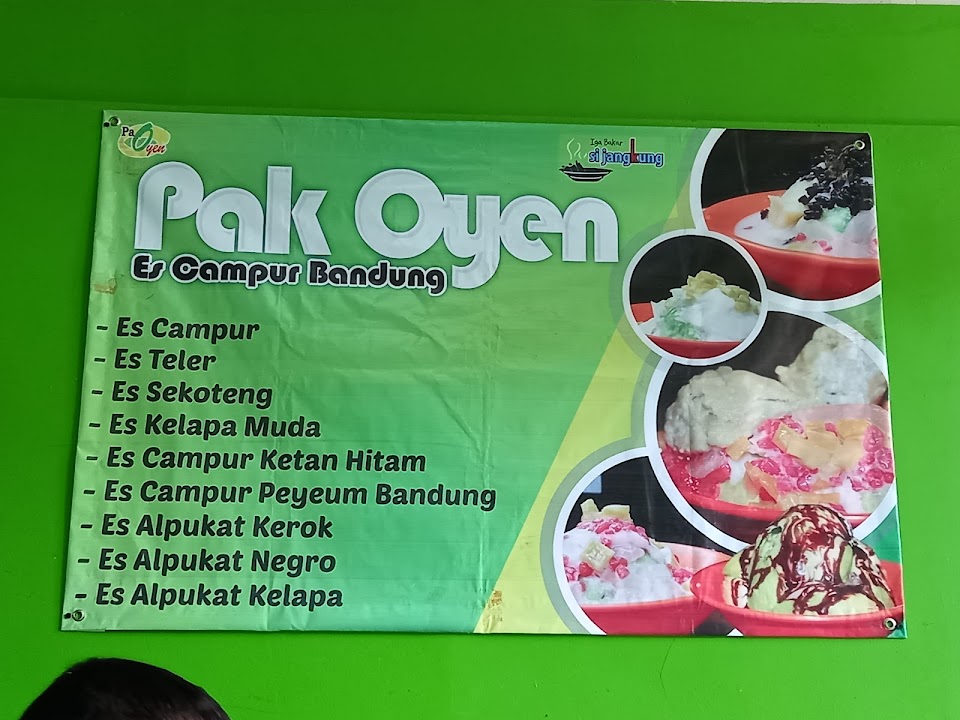 Pa Oyen
Iga Bakar
si jangkung
Pak Oyen
Es Campur Bandung
- Es Campur
- Es Teler
- Es Sekoteng
- Es Kelapa Muda
- Es Campur Ketan Hitam
- Es Campur Peyeum Bandung
- Es Alpukat Kerok
- Es Alpukat Negro
- Es Alpukat Kelapa